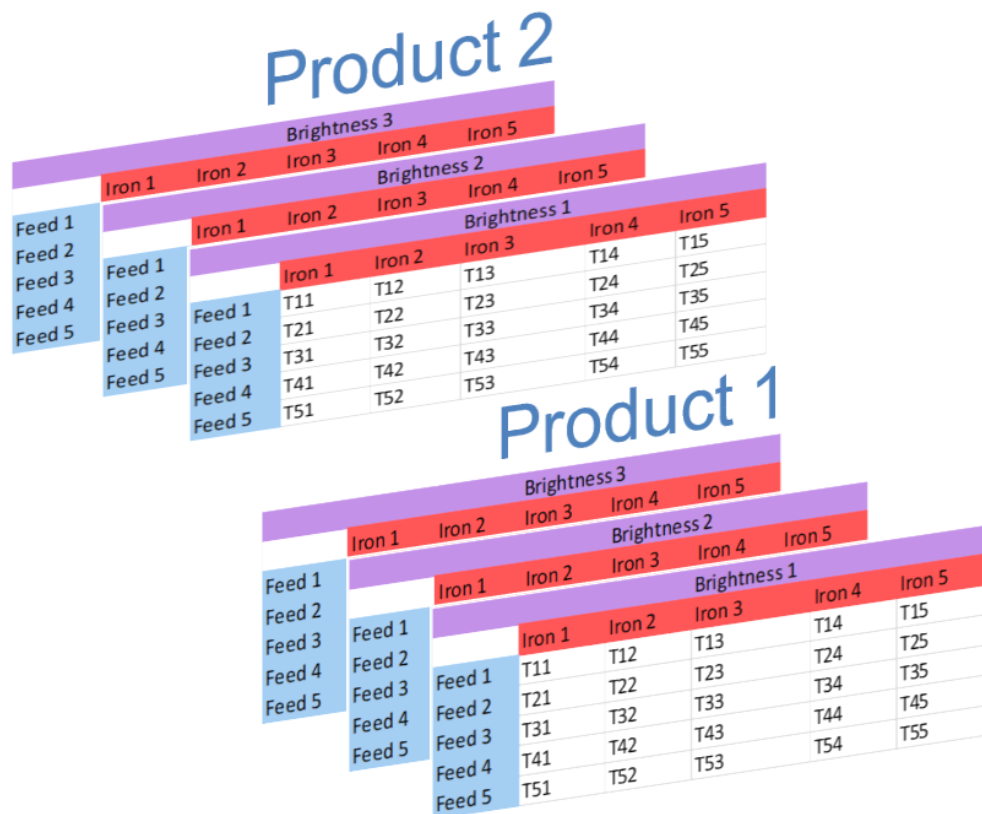 Product 2
Brightness 3
Iron 1 Iron 2 Iron 3 Iron 4 Iron 5
Feed 1
Feed 2
Feed 3
Feed 4
Feed 5
Brightness 2
Iron 1 Iron 2 Iron 3 Iron 4 Iron 5
Feed 1
Feed 2
Feed 3
Feed 4
Feed 5
Brightness 1
Iron 1 Iron 2 Iron 3 Iron 4 Iron 5
Feed 1 T11 T12 T13 T14 T15
Feed 2 T21 T22 T23 T24 T25
Feed 3 T31 T32 T33 T34 T35
Feed 4 T41 T42 T43 T44 T45
Feed 5 T51 T52 T53 T54 T55
Product 1
Brightness 3
Iron 1 Iron 2 Iron 3 Iron 4 Iron 5
Feed 1
Feed 2
Feed 3
Feed 4
Feed 5
Brightness 2
Iron 1 Iron 2 Iron 3 Iron 4 Iron 5
Feed 1
Feed 2
Feed 3
Feed 4
Feed 5
Brightness 1
Iron 1 Iron 2 Iron 3 Iron 4 Iron 5
Feed 1 T11 T12 T13 T14 T15
Feed 2 T21 T22 T23 T24 T25
Feed 3 T31 T32 T33 T34 T35
Feed 4 T41 T42 T43 T44 T45
Feed 5 T51 T52 T53 T54 T55